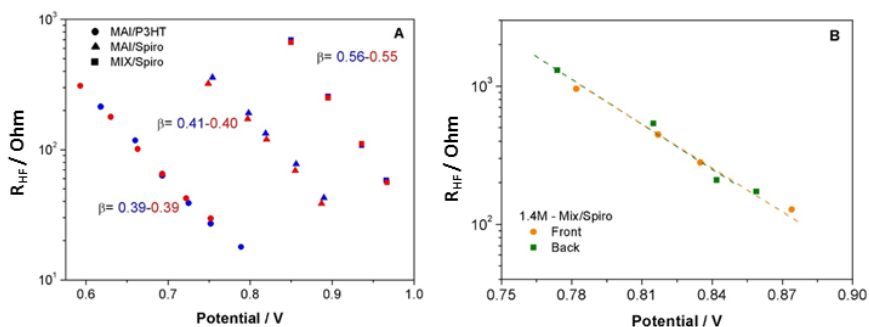 A
MAI/P3HT
MAI/Spiro
MIX/Spiro
β= 0.56-0.55
β= 0.41-0.40
β= 0.39-0.39
10³
10²
10¹
R_HF / Ohm
0.6 0.7 0.8 0.9 1.0
Potential / V
B
10³
10²
R_HF / Ohm
1.4M - Mix/Spiro
Front
Back
0.75 0.78 0.81 0.84 0.87 0.90
Potential / V